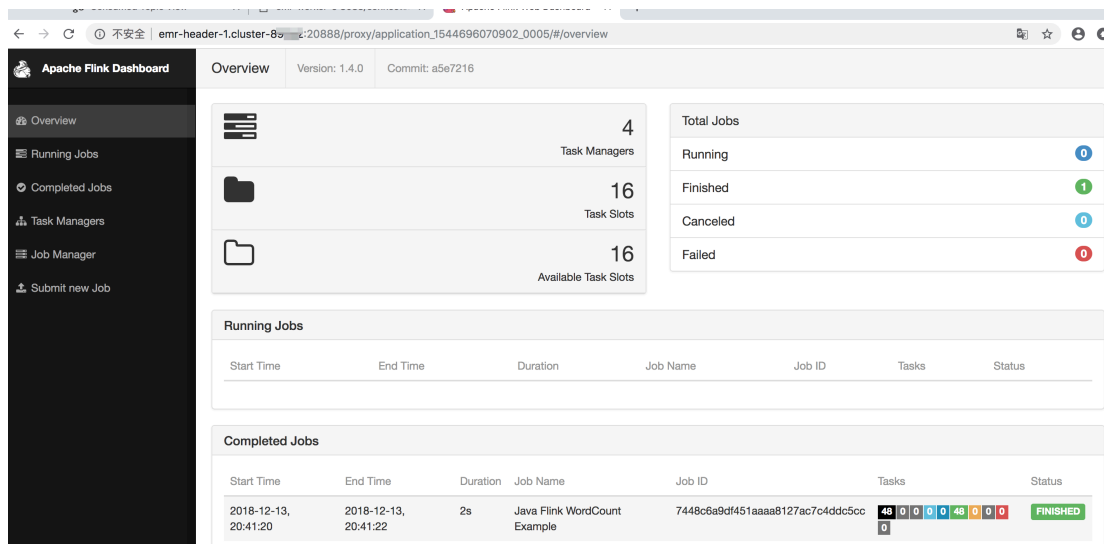 不安全
emr-header-1.cluster-8
:20888/proxy/application_1544696070902_0005/#/overview
Apache Flink Dashboard
Overview
Version: 1.4.0
Commit: a5e7216
Overview
Running Jobs
Completed Jobs
Task Managers
Job Manager
Submit new Job
4
Task Managers
16
Task Slots
16
Available Task Slots
Total Jobs
Running 0
Finished 1
Canceled 0
Failed 0
Running Jobs
Start Time End Time Duration Job Name Job ID Tasks Status
Completed Jobs
Start Time End Time Duration Job Name Job ID Tasks Status
2018-12-13, 2018-12-13, 2s Java Flink WordCount 7448c6a9df451aaaa8127ac7c4ddc5cc 48 0 0 0 0 48 0 0 0 FINISHED
20:41:20 20:41:22 Example 0